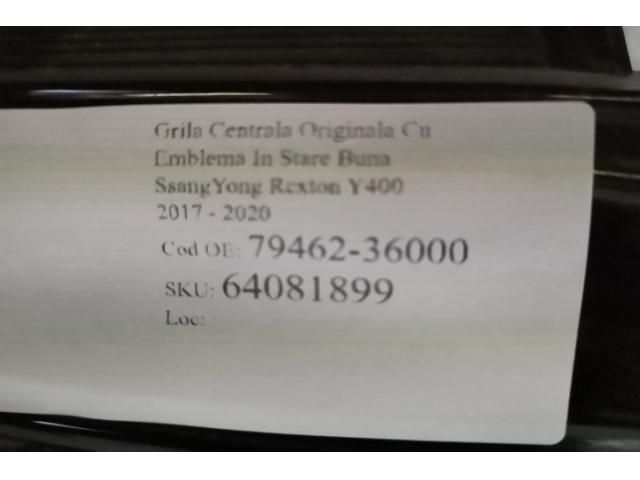 Grila Centrala Originala Cu
Emblema In Stare Buna
SsangYong Rexton Y400
2017 - 2020
Cod OE: 79462-36000
SKU: 64081899
Loc: